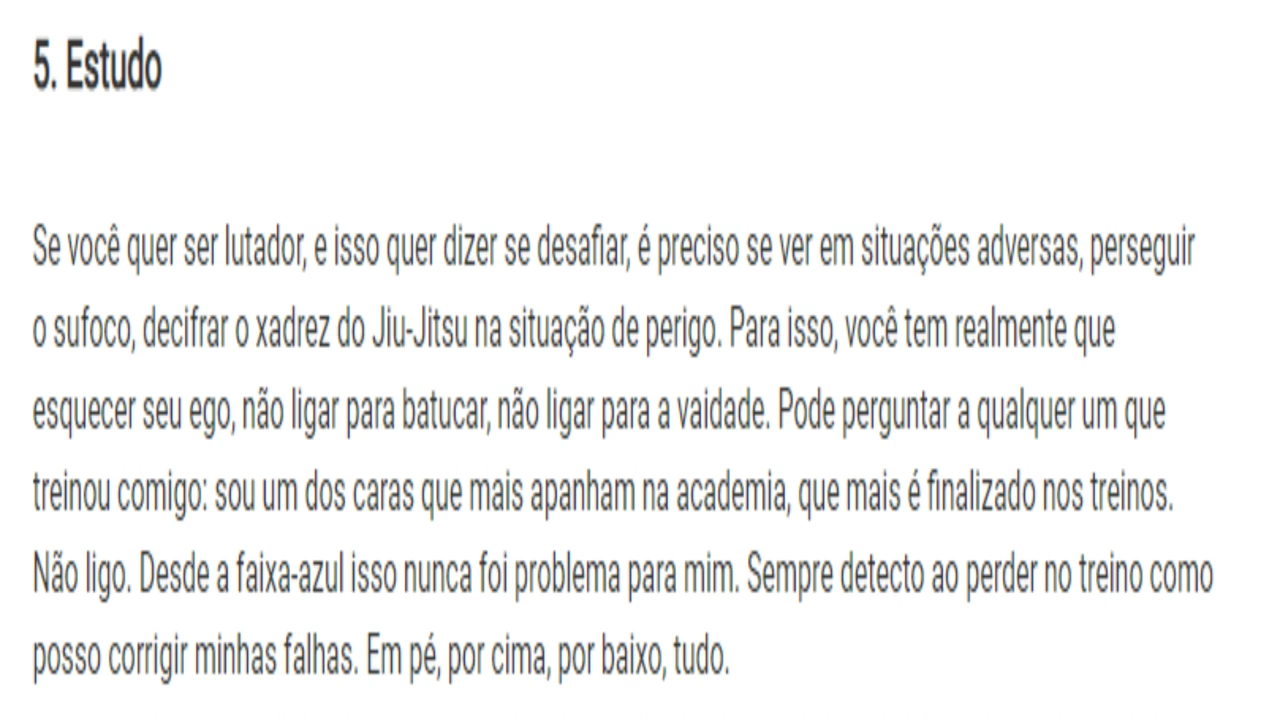 5. Estudo
Se você quer ser lutador, e isso quer dizer se desafiar, é preciso se ver em situações adversas, perseguir
o sufoco, decifrar o xadrez do Jiu-Jitsu na situação de perigo. Para isso, você tem realmente que
esquecer seu ego, não ligar para batucar, não ligar para a vaidade. Pode perguntar a qualquer um que
treinou comigo: sou um dos caras que mais apanham na academia, que mais é finalizado nos treinos.
Não ligo. Desde a faixa-azul isso nunca foi problema para mim. Sempre detecto ao perder no treino como
posso corrigir minhas falhas. Em pé, por cima, por baixo, tudo.